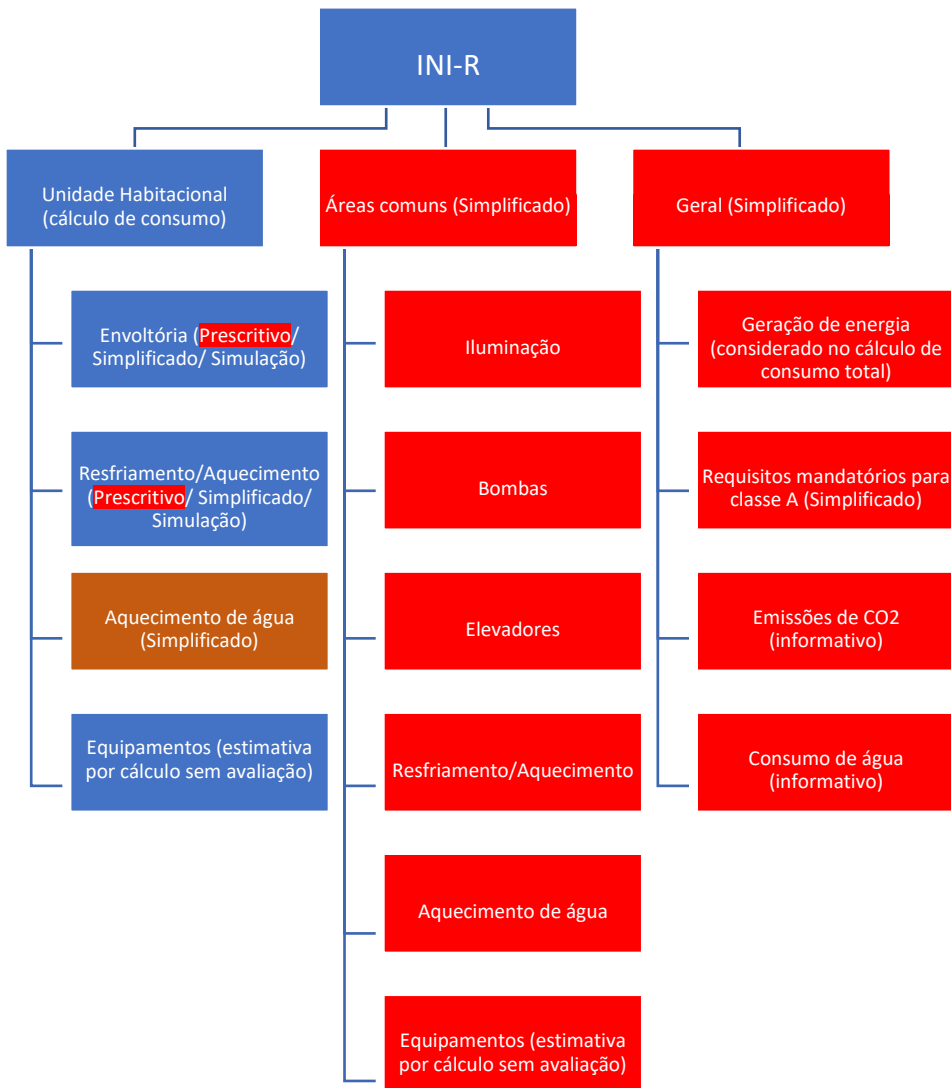 INI-R
Unidade Habitacional
(cálculo de consumo)
Envoltória (Prescritivo/
Simplificado/ Simulação)
Resfriamento/Aquecimento
(Prescritivo/ Simplificado/
Simulação)
Aquecimento de água
(Simplificado)
Equipamentos (estimativa
por cálculo sem avaliação)
Áreas comuns (Simplificado)
Iluminação
Bombas
Elevadores
Resfriamento/Aquecimento
Aquecimento de água
Equipamentos (estimativa
por cálculo sem avaliação)
Geral (Simplificado)
Geração de energia
(considerado no cálculo de
consumo total)
Requisitos mandatórios para
classe A (Simplificado)
Emissões de CO2
(informativo)
Consumo de água
(informativo)